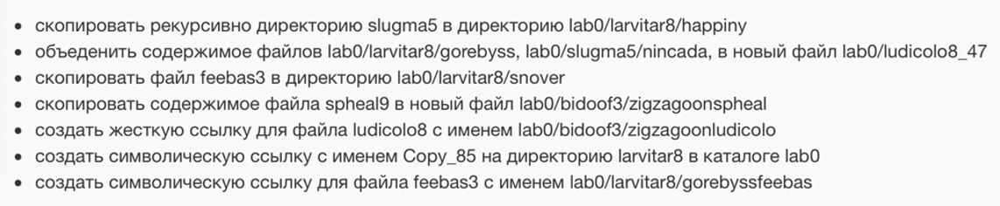 • скопировать рекурсивно директорию slugma5 в директорию lab0/larvitar8/happiny
• объеденить содержимое файлов lab0/larvitar8/gorebyss, lab0/slugma5/nincada, в новый файл lab0/ludicolo8_47
• скопировать файл feebas3 в директорию lab0/larvitar8/snover
• скопировать содержимое файла spheal9 в новый файл lab0/bidoof3/zigzagoonspheal
• создать жесткую ссылку для файла ludicolo8 с именем lab0/bidoof3/zigzagoonludicolo
• создать символическую ссылку c именем Copy_85 на директорию larvitar8 в каталоге lab0
• создать символическую ссылку для файла feebas3 с именем lab0/larvitar8/gorebyssfeebas